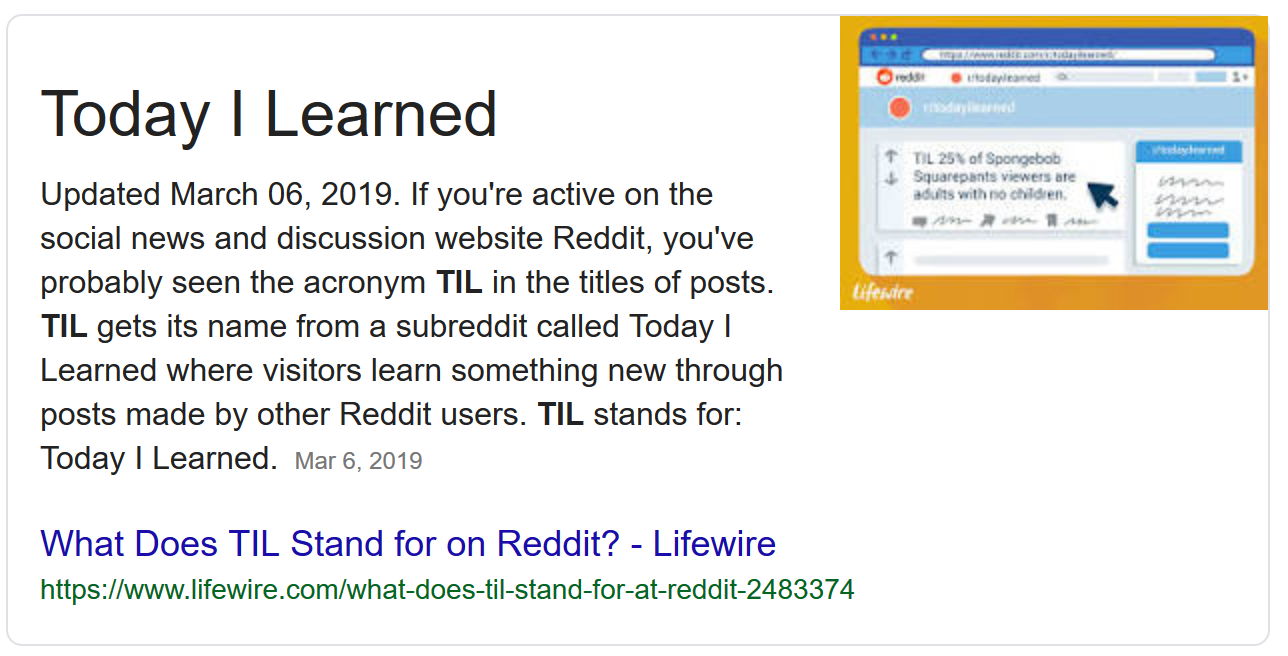 Today I Learned
Updated March 06, 2019. If you're active on the
social news and discussion website Reddit, you've
probably seen the acronym TIL in the titles of posts.
TIL gets its name from a subreddit called Today I
Learned where visitors learn something new through
posts made by other Reddit users. TIL stands for:
Today I Learned. Mar 6, 2019
What Does TIL Stand for on Reddit? - Lifewire
https://www.lifewire.com/what-does-til-stand-for-at-reddit-2483374
https://www.reddit.com/r/todaylearned/
reddit r/todaylearned
r/todaylearned
TIL 25% of Spongebob
Squarepants viewers are
adults with no children.
r/todaylearned
Lifewire